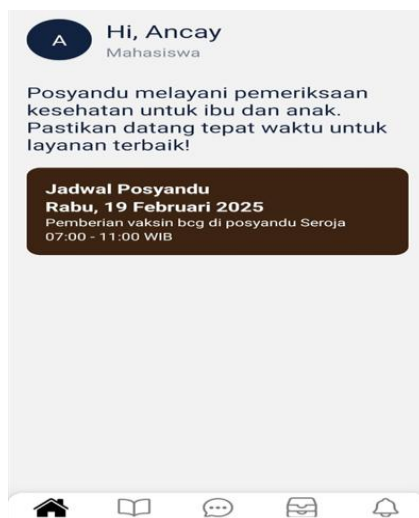 A
Hi, Ancay
Mahasiswa
Posyandu melayani pemeriksaan
kesehatan untuk ibu dan anak.
Pastikan datang tepat waktu untuk
layanan terbaik!
Jadwal Posyandu
Rabu, 19 Februari 2025
Pemberian vaksin bcg di posyandu Seroja
07:00 - 11:00 WIB